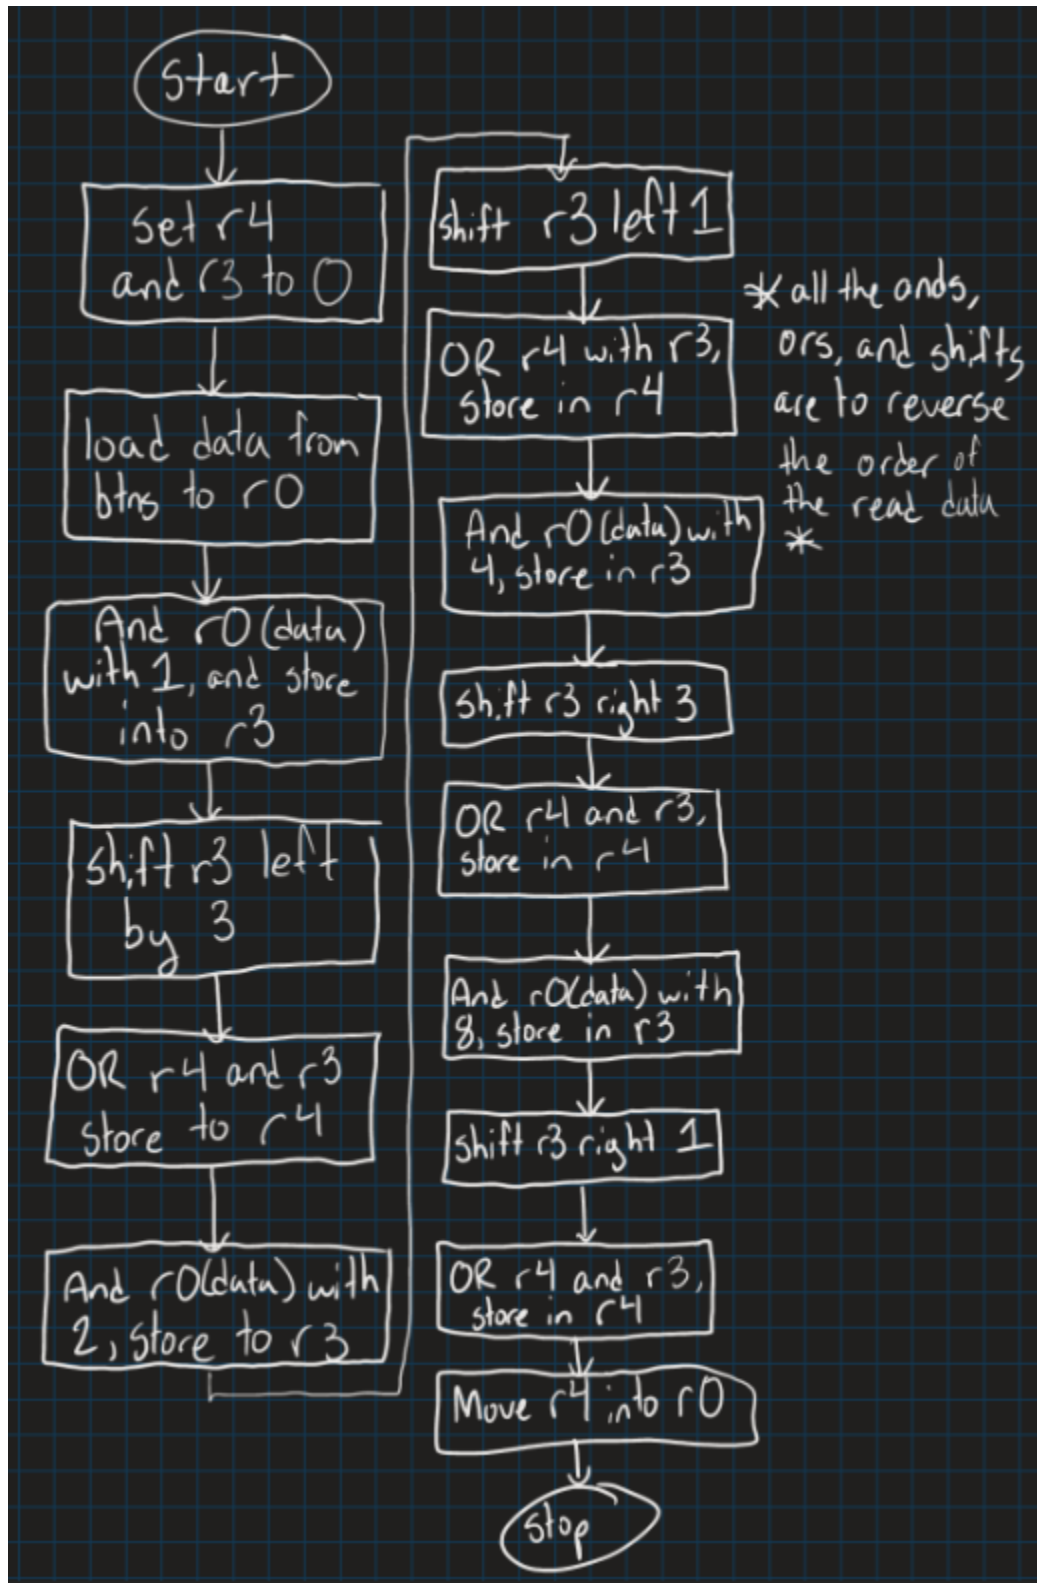 Start
set r4
and r3 to 0
load data from
btns to r0
And r0(data)
with 1, and store
into r3
shift r3 left
by 3
OR r4 and r3
store to r4
And r0(data) with
2, store to r3
shift r3 left 1
OR r4 with r3,
store in r4
And r0(data) with
4, store in r3
shift r3 right 3
OR r4 and r3,
store in r4
And r0(data) with
8, store in r3
shift r3 right 1
OR r4 and r3,
store in r4
Move r4 into r0
stop
* all the ands,
ors, and shifts
are to reverse
the order of
the read data
*